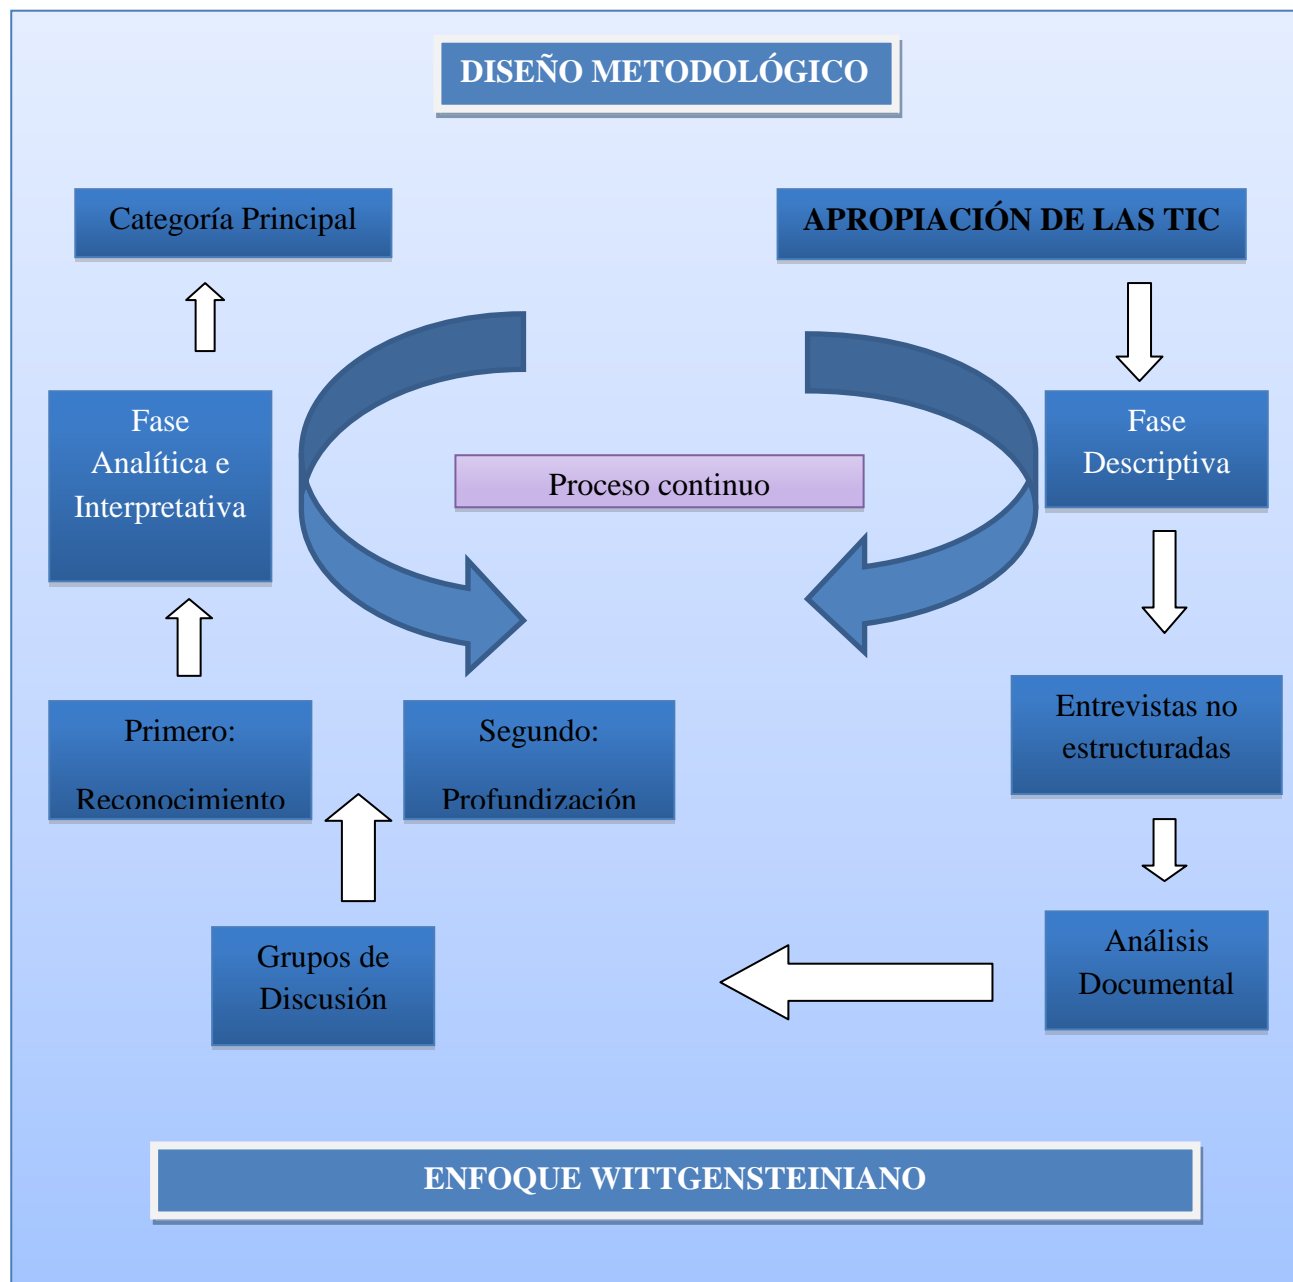 DISEÑO METODOLÓGICO
Categoría Principal
APROPIACIÓN DE LAS TIC
Fase
Analítica e
Interpretativa
Fase
Descriptiva
Proceso continuo
Primero:
Reconocimiento
Segundo:
Profundización
Entrevistas no
estructuradas
Grupos de
Discusión
Análisis
Documental
ENFOQUE WITTGENSTEINIANO